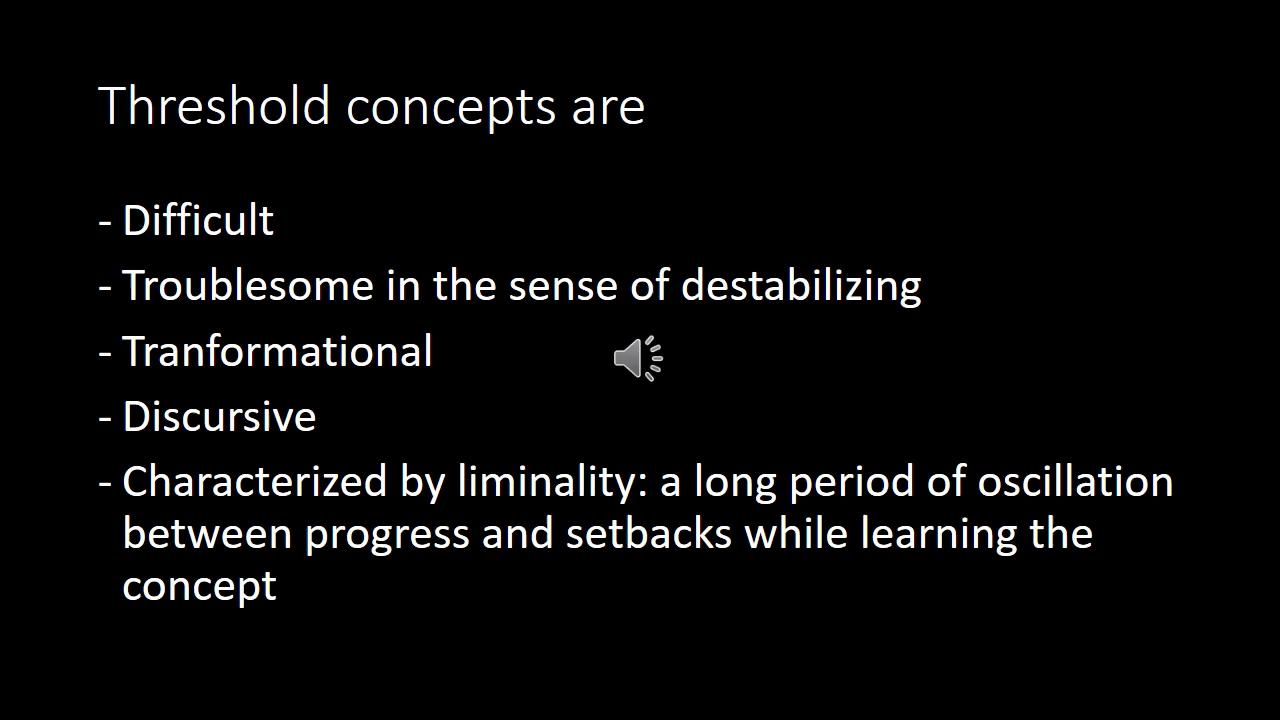 Threshold concepts are
- Difficult
- Troublesome in the sense of destabilizing
- Tranformational
- Discursive
- Characterized by liminality: a long period of oscillation
between progress and setbacks while learning the
concept